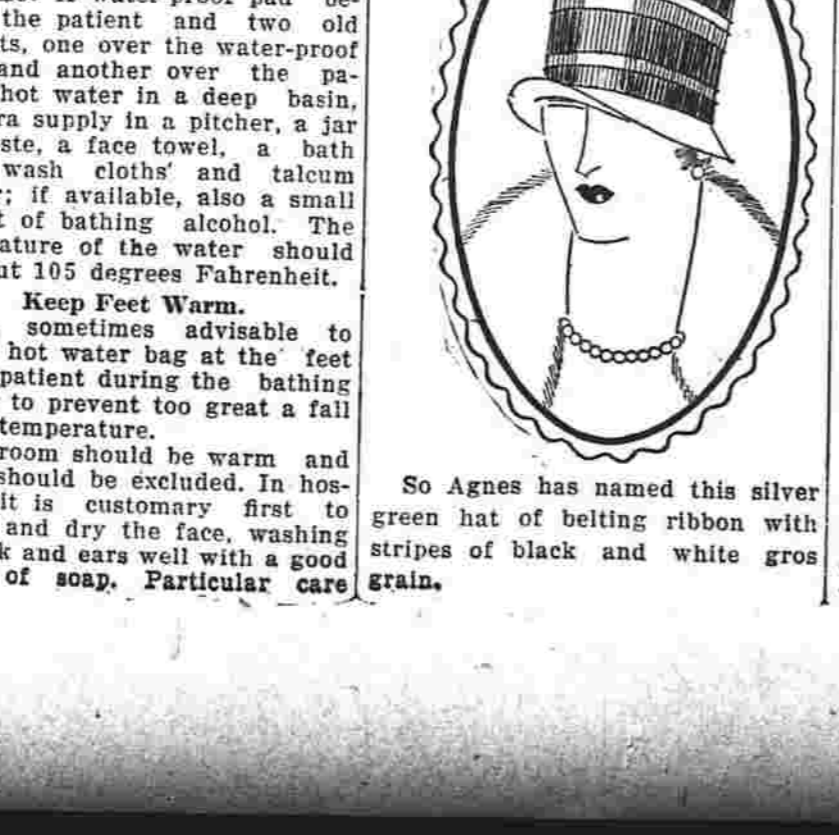 the patient and two old
ts, one over the water-proof
and another over the pa-
hot water in a deep basin,
ra supply in a pitcher, a jar
ste, a face towel, a bath
wash cloths' and talcum
; if available, also a small
t of bathing alcohol. The
ature of the water should
ut 105 degrees Fahrenheit.
Keep Feet Warm.
sometimes advisable to
hot water bag at the feet
patient during the bathing
to prevent too great a fall
temperature.
room should be warm and
should be excluded. In hos-
it is customary first to
and dry the face, washing
k and ears well with a good
of soap. Particular care
So Agnes has named this silver
green hat of belting ribbon with
stripes of black and white gros
grain.